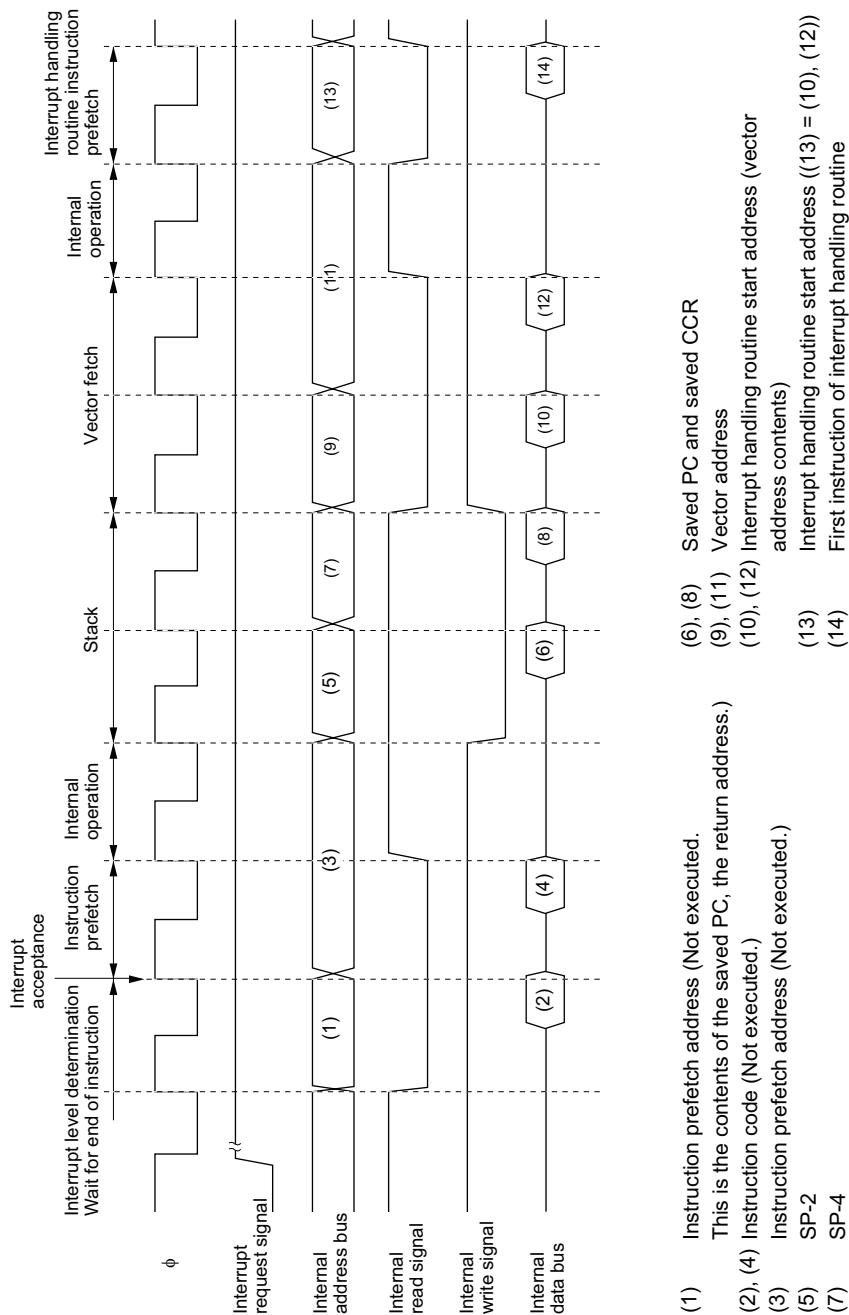 Interrupt
acceptance
Interrupt level determination
Wait for end of instruction
Instruction
prefetch
Internal
operation
Stack
Vector fetch
Internal
operation
Interrupt handling
routine instruction
prefetch
φ
Interrupt
request signal
Internal
address bus
(1)
(3)
(5)
(7)
(9)
(11)
(13)
Internal
read signal
Internal
write signal
Internal
data bus
(2)
(4)
(6)
(8)
(10)
(12)
(14)
(1) Instruction prefetch address (Not executed.
This is the contents of the saved PC, the return address.)
(2), (4) Instruction code (Not executed.)
(3) Instruction prefetch address (Not executed.)
(5) SP-2
(7) SP-4
(6), (8) Saved PC and saved CCR
(9), (11) Vector address
(10), (12) Interrupt handling routine start address (vector
address contents)
(13) Interrupt handling routine start address ((13) = (10), (12))
(14) First instruction of interrupt handling routine